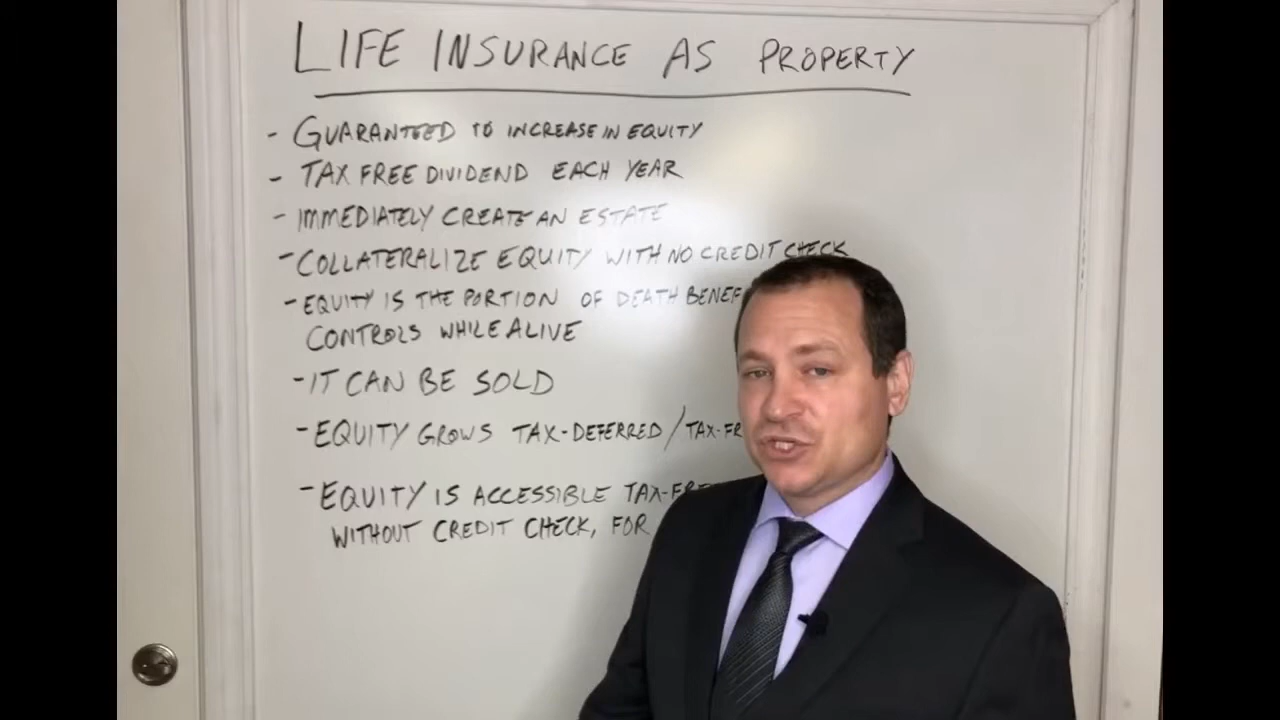 LIFE INSURANCE AS PROPERTY
- GUARANTEED TO INCREASE IN EQUITY
- TAX FREE DIVIDEND EACH YEAR
- IMMEDIATELY CREATE AN ESTATE
- COLLATERALIZE EQUITY WITH NO CREDIT CHECK
- EQUITY IS THE PORTION OF DEATH
CONTROLS WHILE ALIVE
- IT CAN BE SOLD
- EQUITY GROWS TAX-DEFERRED /
- EQUITY IS ACCESSIBLE
WITHOUT CREDIT CHECK, FOR